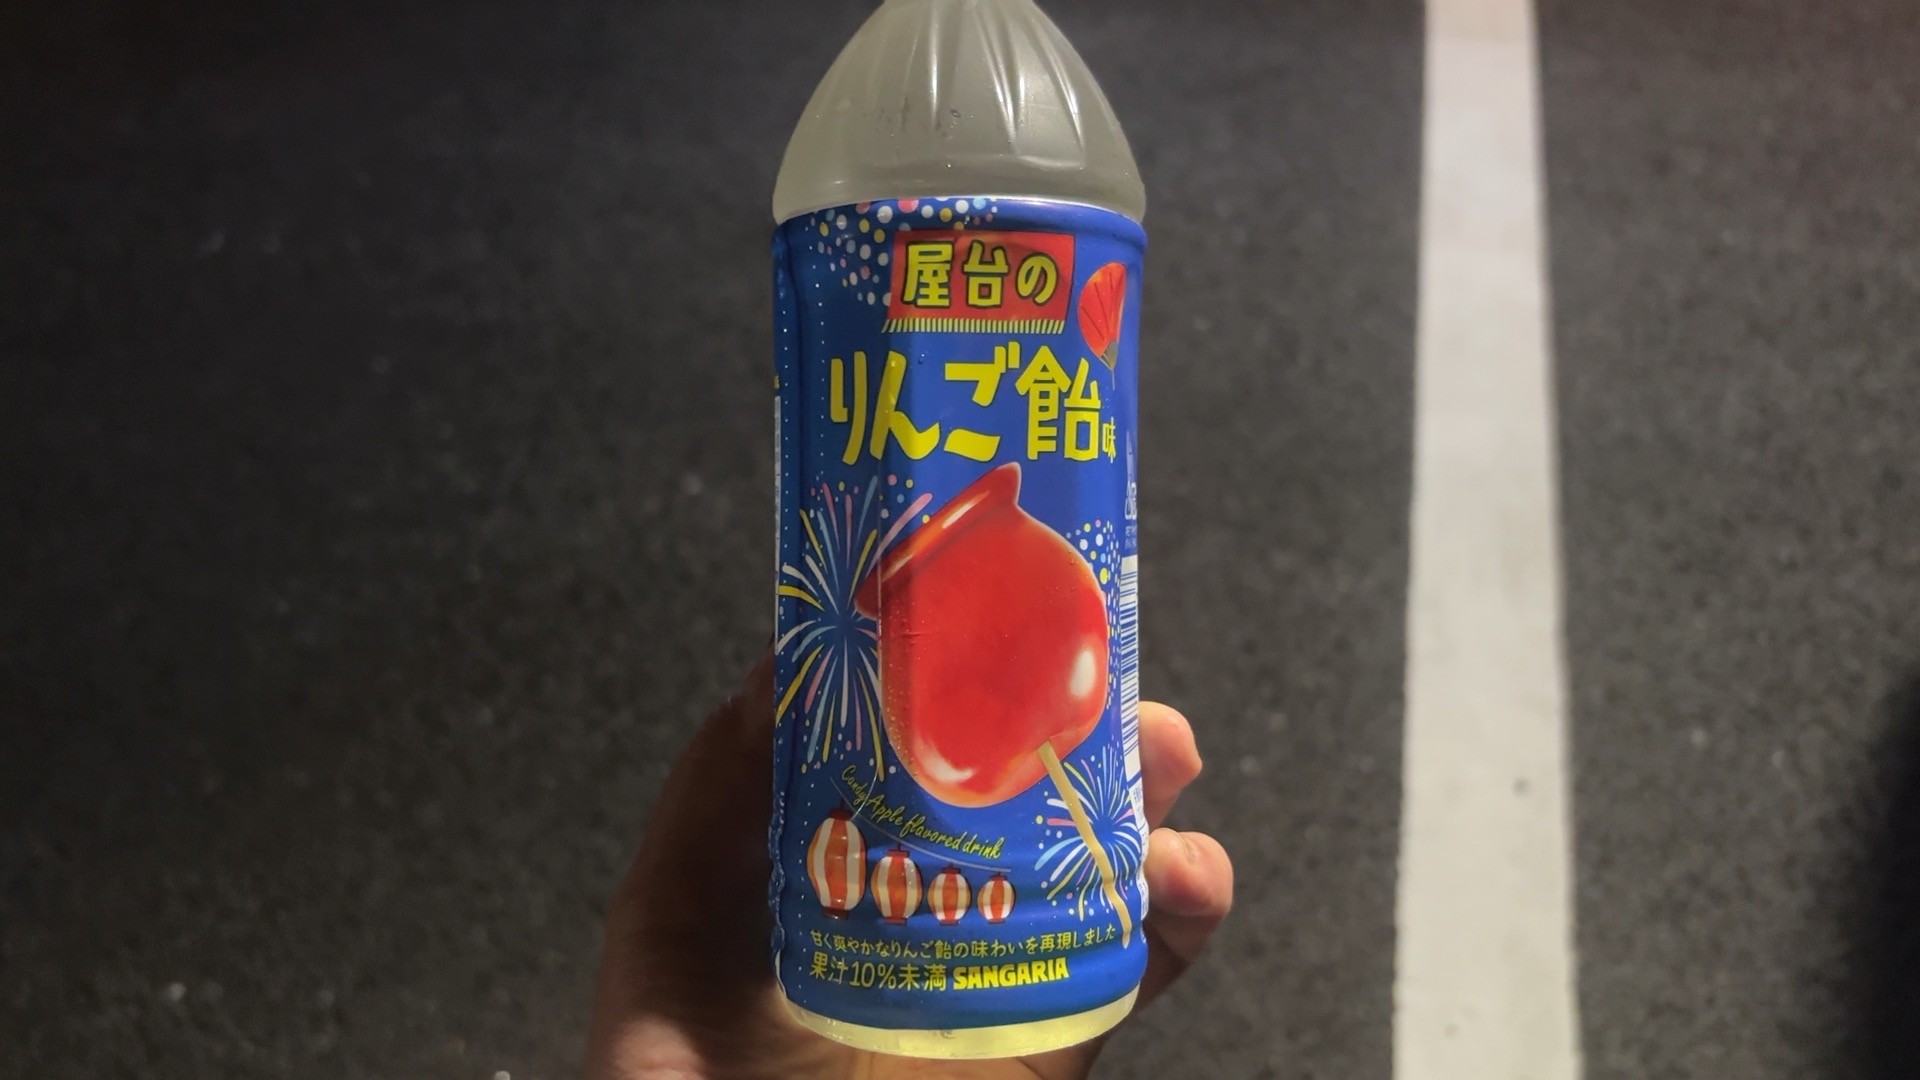 屋台の
りんご飴味
Candy Apple flavored drink
甘く爽やかなりんご飴の味わいを再現しました
果汁10%未満 SANGARIA